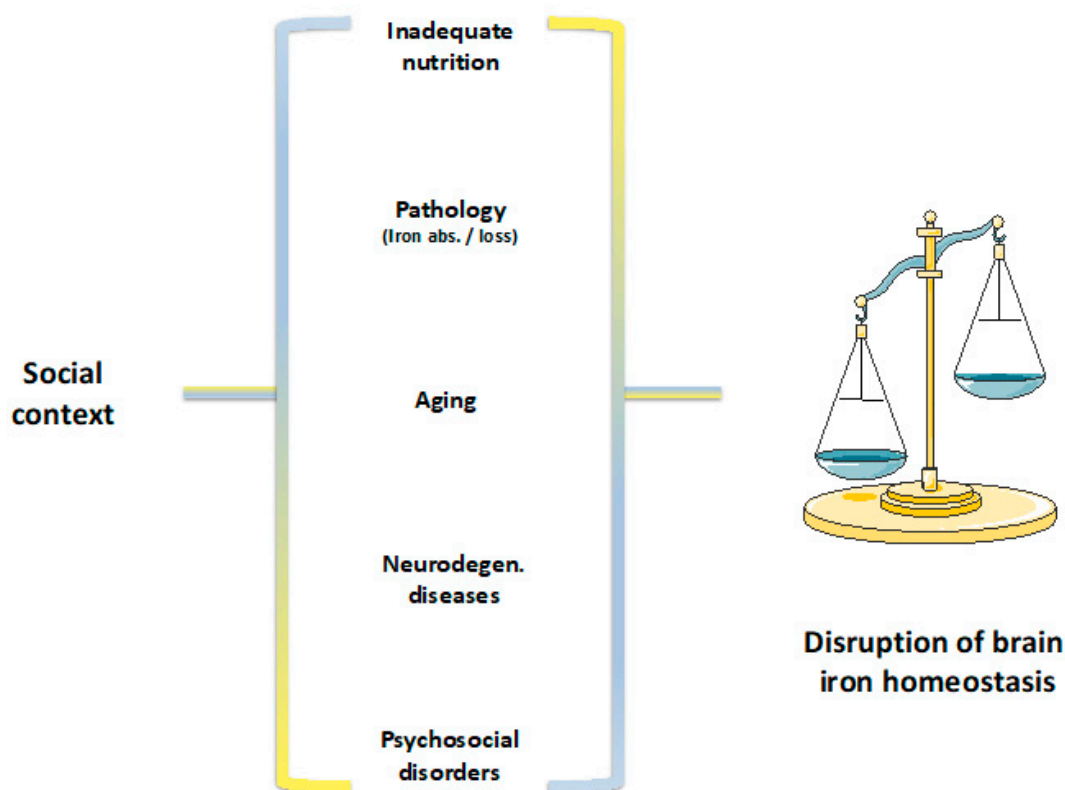 Inadequate
nutrition
Pathology
(Iron abs. / loss)
Social
context
Aging
Neurodegen.
diseases
Disruption of brain
iron homeostasis
Psychosocial
disorders